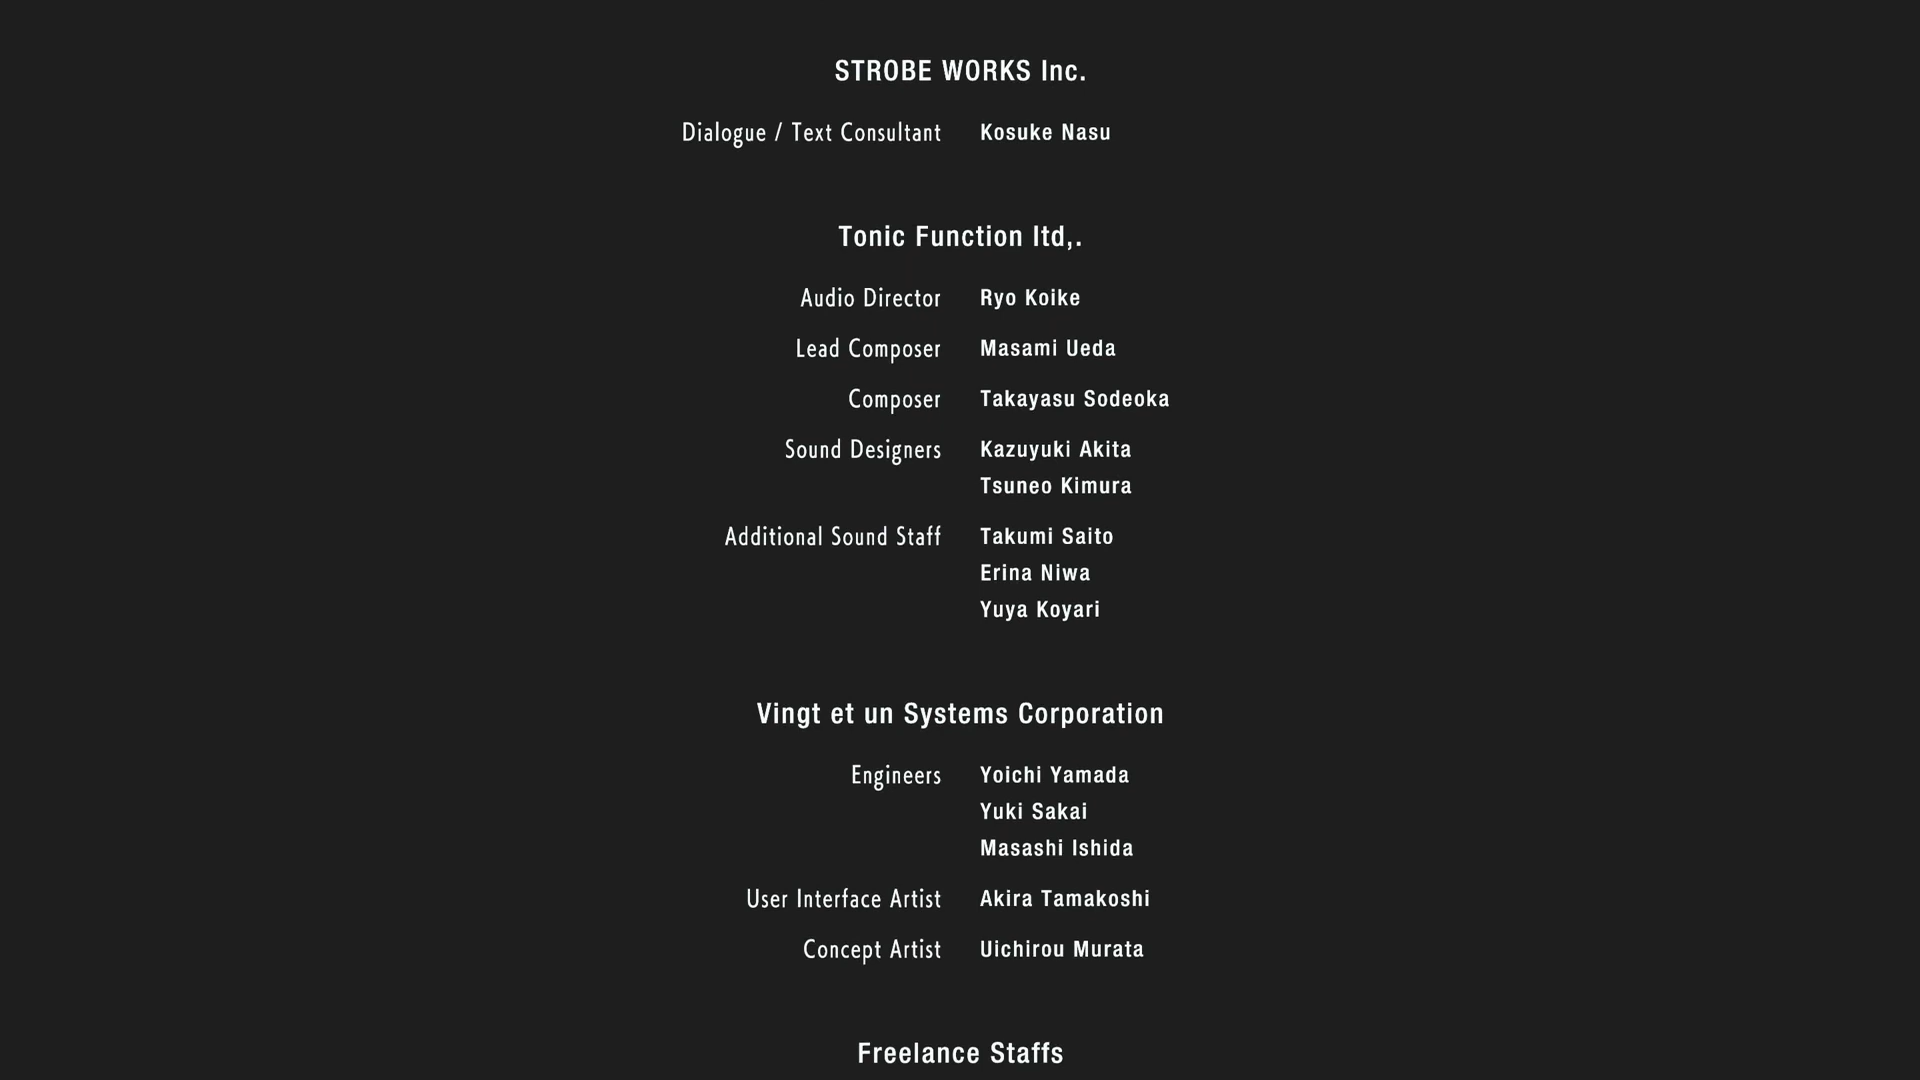 STROBE WORKS Inc.
Dialogue / Text Consultant Kosuke Nasu
Tonic Function ltd,.
Audio Director Ryo Koike
Lead Composer Masami Ueda
Composer Takayasu Sodeoka
Sound Designers Kazuyuki Akita
Tsuneo Kimura
Additional Sound Staff Takumi Saito
Erina Niwa
Yuya Koyari
Vingt et un Systems Corporation
Engineers Yoichi Yamada
Yuki Sakai
Masashi Ishida
User Interface Artist Akira Tamakoshi
Concept Artist Uichirou Murata
Freelance Staffs